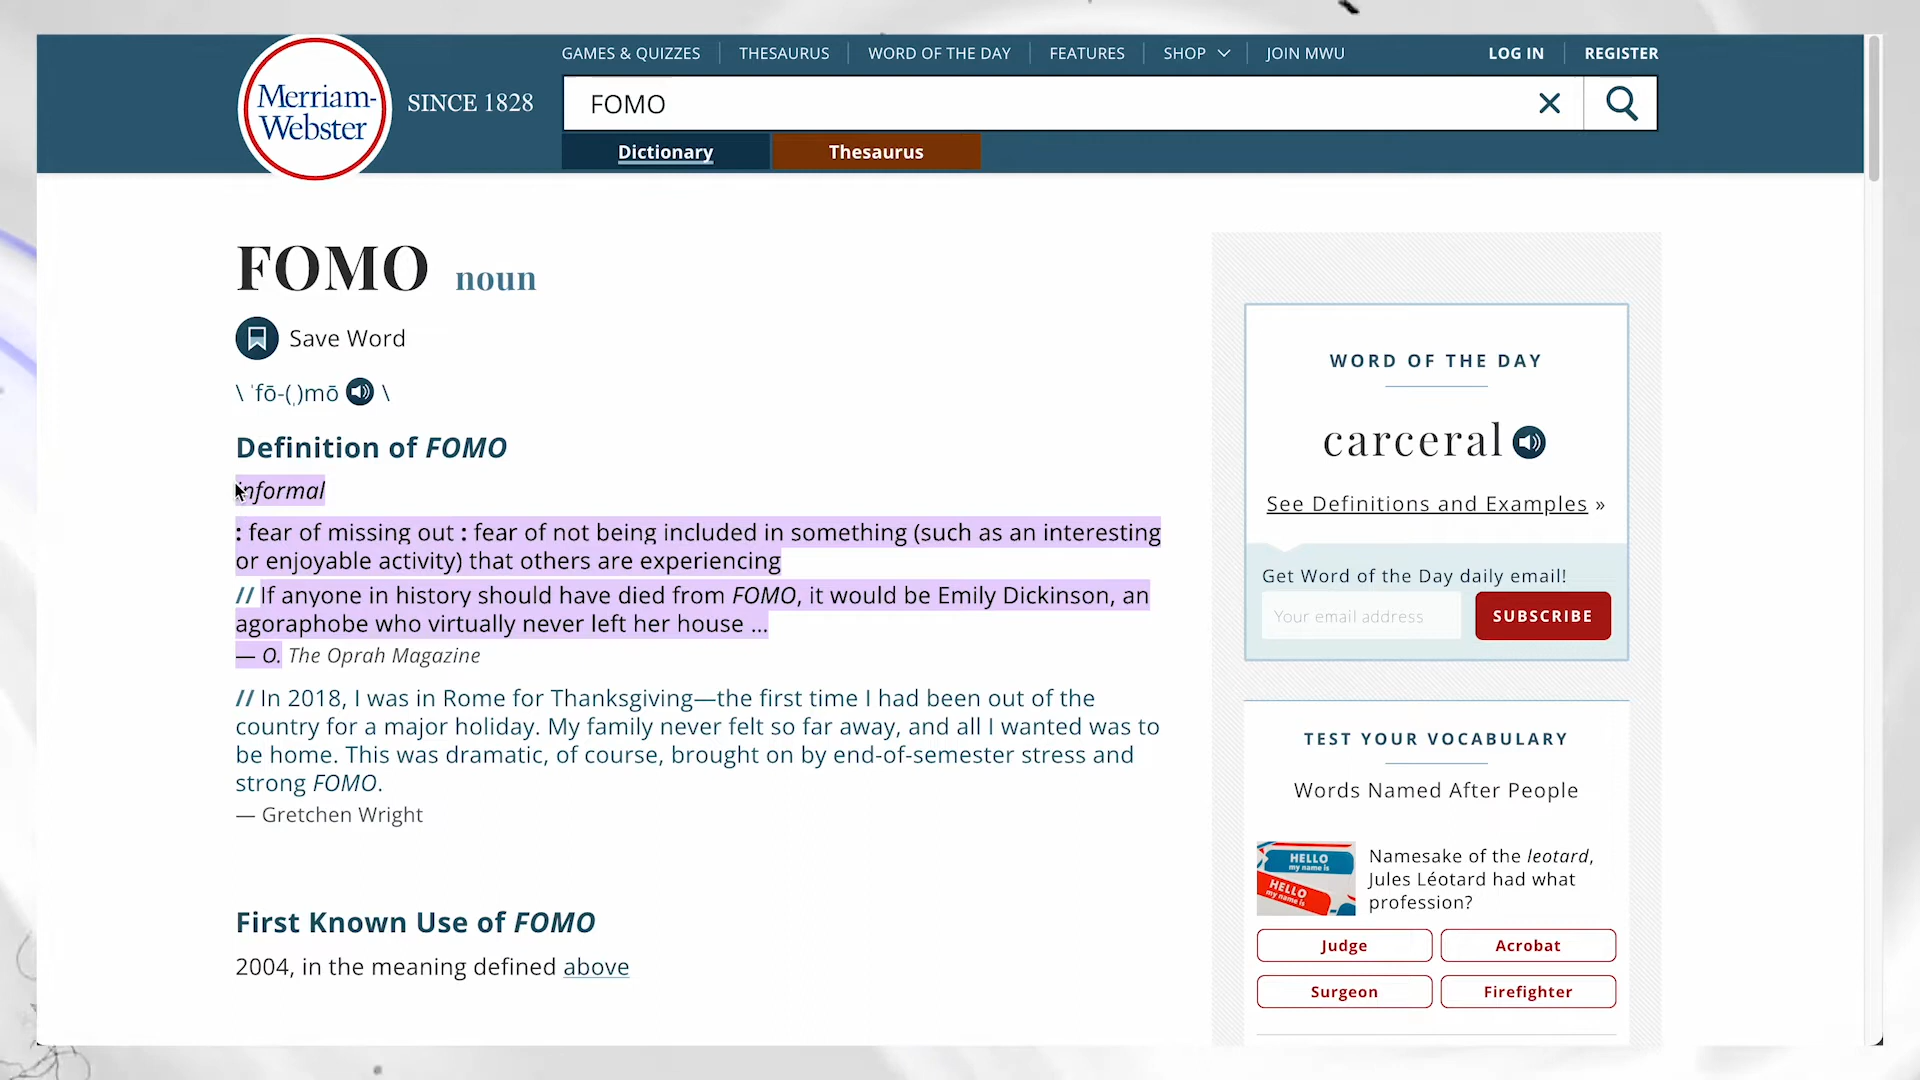 GAMES & QUIZZES THESAURUS WORD OF THE DAY FEATURES SHOP JOIN MWU LOG IN REGISTER
Merriam-
Webster
SINCE 1828
FOMO
Dictionary Thesaurus
FOMO noun
Save Word
\ ˈfō-(ˌ)mō \
Definition of FOMO
informal
: fear of missing out : fear of not being included in something (such as an interesting
or enjoyable activity) that others are experiencing
// If anyone in history should have died from FOMO, it would be Emily Dickinson, an
agoraphobe who virtually never left her house …
— O. The Oprah Magazine
// In 2018, I was in Rome for Thanksgiving—the first time I had been out of the
country for a major holiday. My family never felt so far away, and all I wanted was to
be home. This was dramatic, of course, brought on by end-of-semester stress and
strong FOMO.
— Gretchen Wright
First Known Use of FOMO
2004, in the meaning defined above
WORD OF THE DAY
carceral
See Definitions and Examples »
Get Word of the Day daily email!
Your email address SUBSCRIBE
TEST YOUR VOCABULARY
Words Named After People
HELLO
my name is
HELLO
my name is
Namesake of the leotard,
Jules Léotard had what
profession?
Judge Acrobat
Surgeon Firefighter